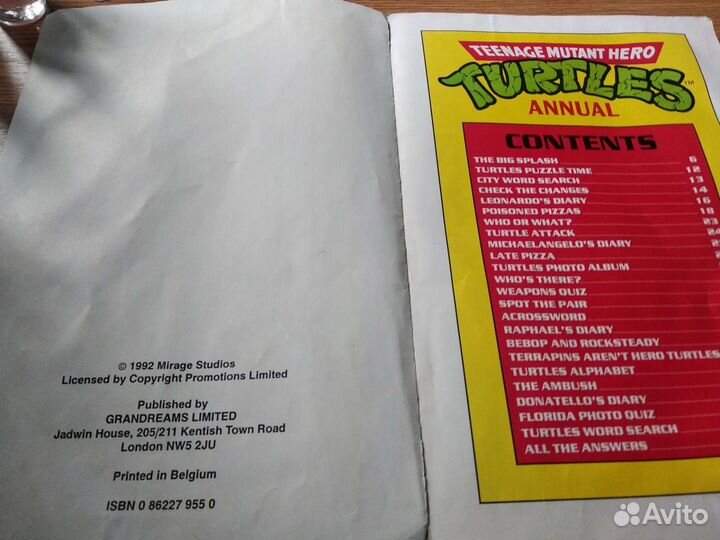 © 1992 Mirage Studios
Licensed by Copyright Promotions Limited
Published by
GRANDREAMS LIMITED
Jadwin House, 205/211 Kentish Town Road
London NW5 2JU
Printed in Belgium
ISBN 0 86227 955 0
TEENAGE MUTANT HERO
TURTLES™
ANNUAL
CONTENTS
THE BIG SPLASH 6
TURTLES PUZZLE TIME 12
CITY WORD SEARCH 13
CHECK THE CHANGES 14
LEONARDO'S DIARY 16
POISONED PIZZAS 18
WHO OR WHAT? 23
TURTLE ATTACK 24
MICHAELANGELO'S DIARY
LATE PIZZA
TURTLES PHOTO ALBUM
WHO'S THERE?
WEAPONS QUIZ
SPOT THE PAIR
ACROSSWORD
RAPHAEL'S DIARY
BEBOP AND ROCKSTEADY
TERRAPINS AREN'T HERO TURTLES
TURTLES ALPHABET
THE AMBUSH
DONATELLO'S DIARY
FLORIDA PHOTO QUIZ
TURTLES WORD SEARCH
ALL THE ANSWERS
Avito